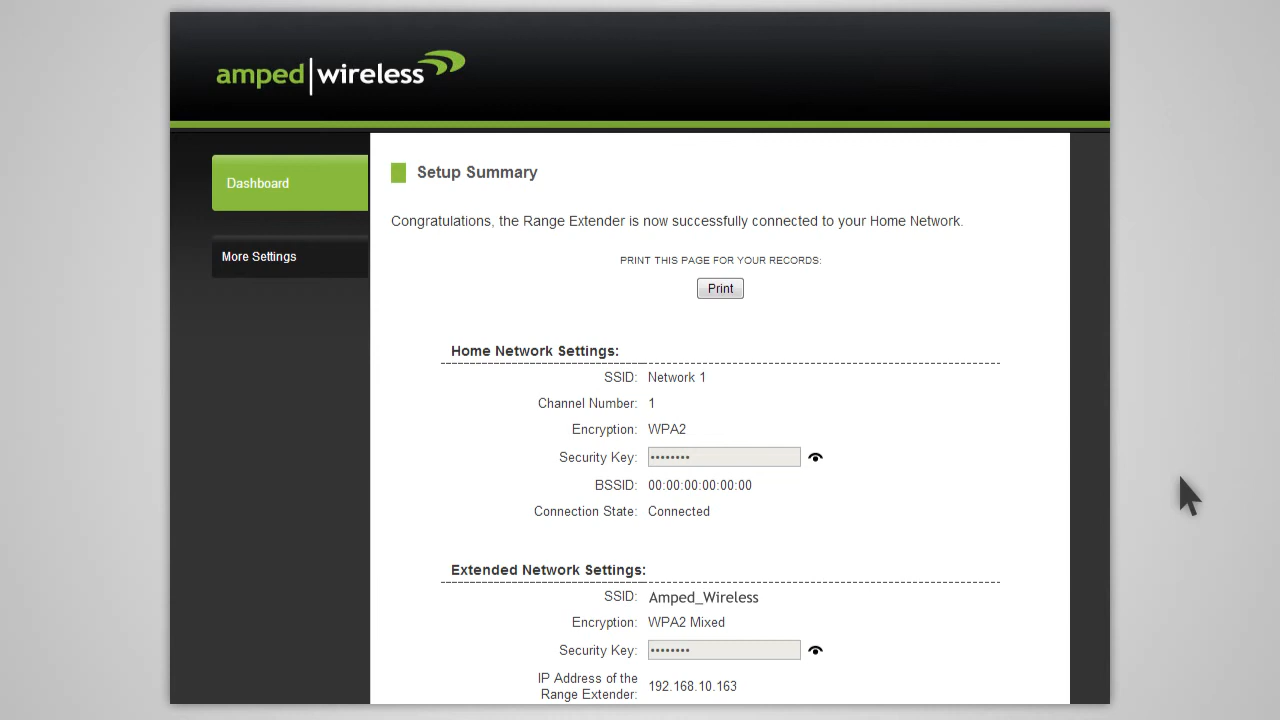 amped|wireless
Dashboard
More Settings
Setup Summary
Congratulations, the Range Extender is now successfully connected to your Home Network.
PRINT THIS PAGE FOR YOUR RECORDS:
Print
Home Network Settings:
SSID: Network 1
Channel Number: 1
Encryption: WPA2
Security Key: ••••••••
BSSID: 00:00:00:00:00:00
Connection State: Connected
Extended Network Settings:
SSID: Amped_Wireless
Encryption: WPA2 Mixed
Security Key: ••••••••
IP Address of the
Range Extender: 192.168.10.163